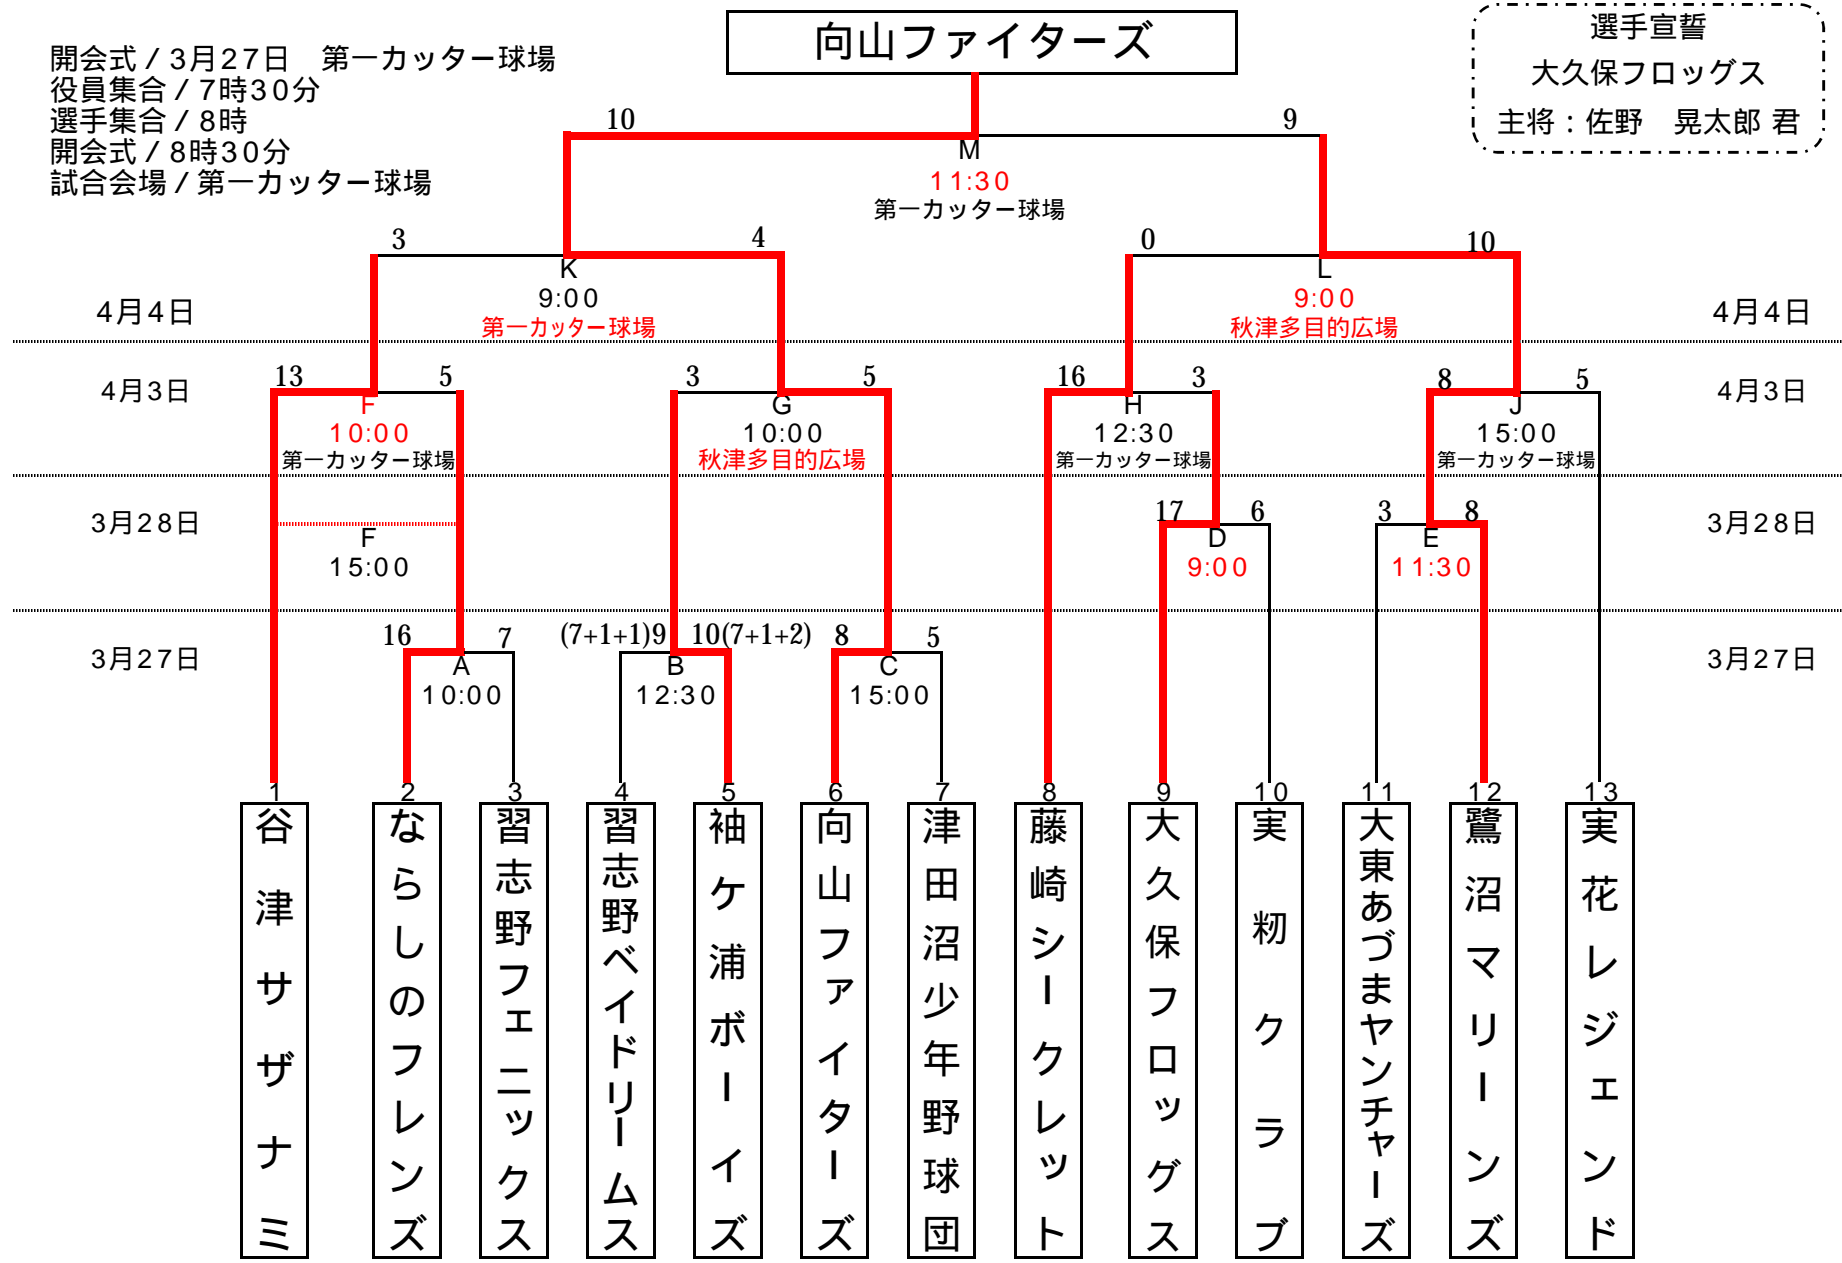 向山ファイターズ
選手宣誓
大久保フロッグス
主将：佐野　晃太郎 君
開会式 / 3月27日　第一カッター球場
役員集合 / 7時30分
選手集合 / 8時
開会式 / 8時30分
試合会場 / 第一カッター球場
10
9
M
11:30
第一カッター球場
3
4
0
10
K
L
9:00
9:00
第一カッター球場
秋津多目的広場
4月4日
4月4日
4月3日
4月3日
13
5
3
5
16
3
8
5
F
G
H
J
10:00
10:00
12:30
15:00
第一カッター球場
秋津多目的広場
第一カッター球場
第一カッター球場
3月28日
3月28日
17
6
3
8
F
D
E
15:00
9:00
11:30
3月27日
3月27日
16
7
(7+1+1)9
10(7+1+2)
8
5
A
B
C
10:00
12:30
15:00
1
2
3
4
5
6
7
8
9
10
11
12
13
谷津サザナミ
ならしのフレンズ
習志野フェニックス
習志野ベイドリームス
袖ケ浦ボーイズ
向山ファイターズ
津田沼少年野球団
藤崎シークレット
大久保フロッグス
実籾クラブ
大東あづまヤンチャーズ
鷺沼マリーンズ
実花レジェンド